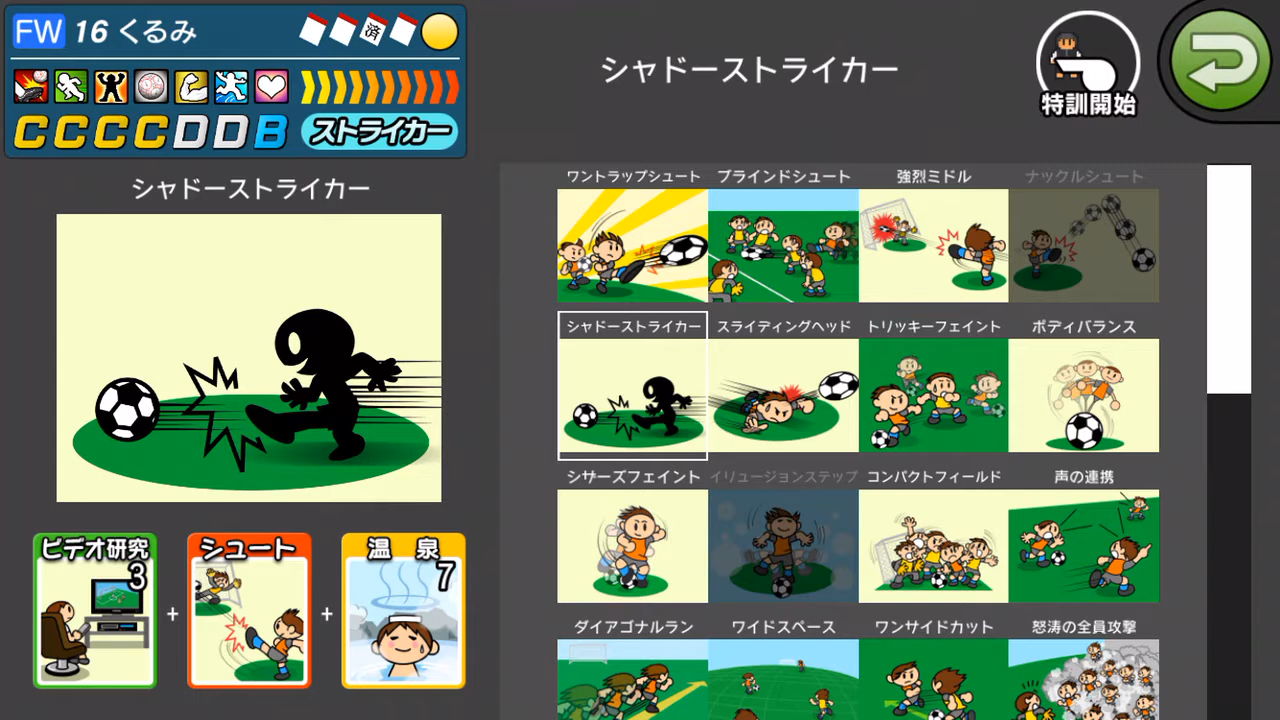 FW 16 くるみ
済
C C C C D D B ストライカー
シャドーストライカー
特訓開始
シャドーストライカー
ビデオ研究 3 + シュート + 温泉 7
ワントラップシュート ブラインドシュート 強烈ミドル ナックルシュート
シャドーストライカー スライディングヘッド トリッキーフェイント ボディバランス
シザーズフェイント イリュージョンステップ コンパクトフィールド 声の連携
ダイアゴナルラン ワイドスペース ワンサイドカット 怒涛の全員攻撃